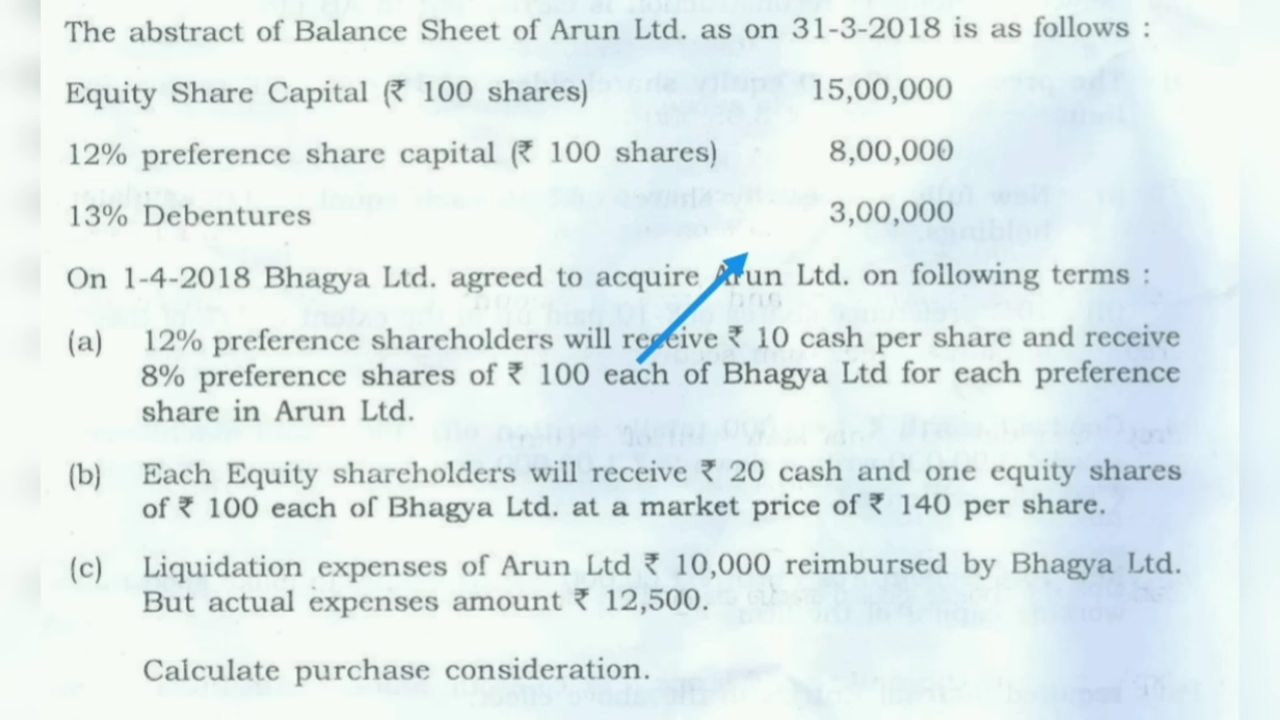 The abstract of Balance Sheet of Arun Ltd. as on 31-3-2018 is as follows :
Equity Share Capital (₹ 100 shares) 15,00,000
12% preference share capital (₹ 100 shares) 8,00,000
13% Debentures 3,00,000
On 1-4-2018 Bhagya Ltd. agreed to acquire Arun Ltd. on following terms :
(a) 12% preference shareholders will receive ₹ 10 cash per share and receive
8% preference shares of ₹ 100 each of Bhagya Ltd for each preference
share in Arun Ltd.
(b) Each Equity shareholders will receive ₹ 20 cash and one equity shares
of ₹ 100 each of Bhagya Ltd. at a market price of ₹ 140 per share.
(c) Liquidation expenses of Arun Ltd ₹ 10,000 reimbursed by Bhagya Ltd.
But actual expenses amount ₹ 12,500.
Calculate purchase consideration.